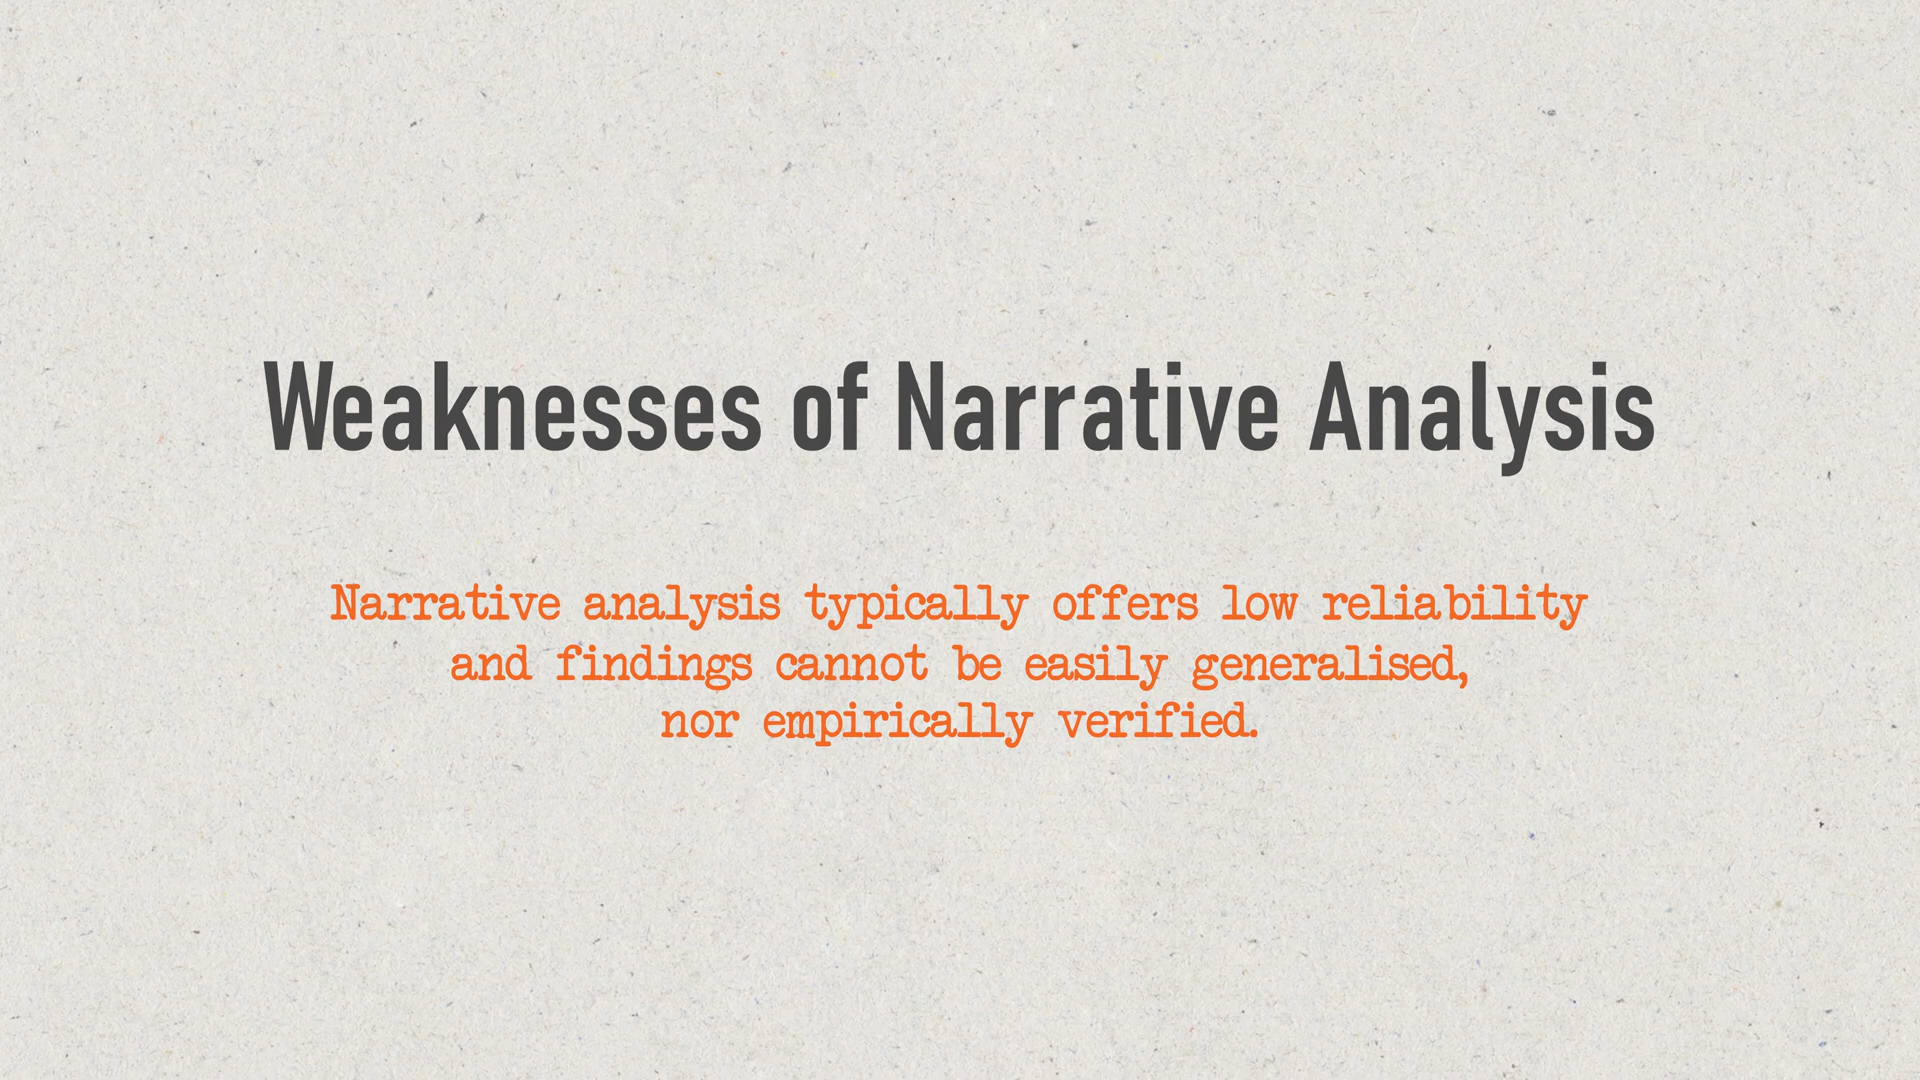 Weaknesses of Narrative Analysis
Narrative analysis typically offers low reliability
and findings cannot be easily generalised,
nor empirically verified.